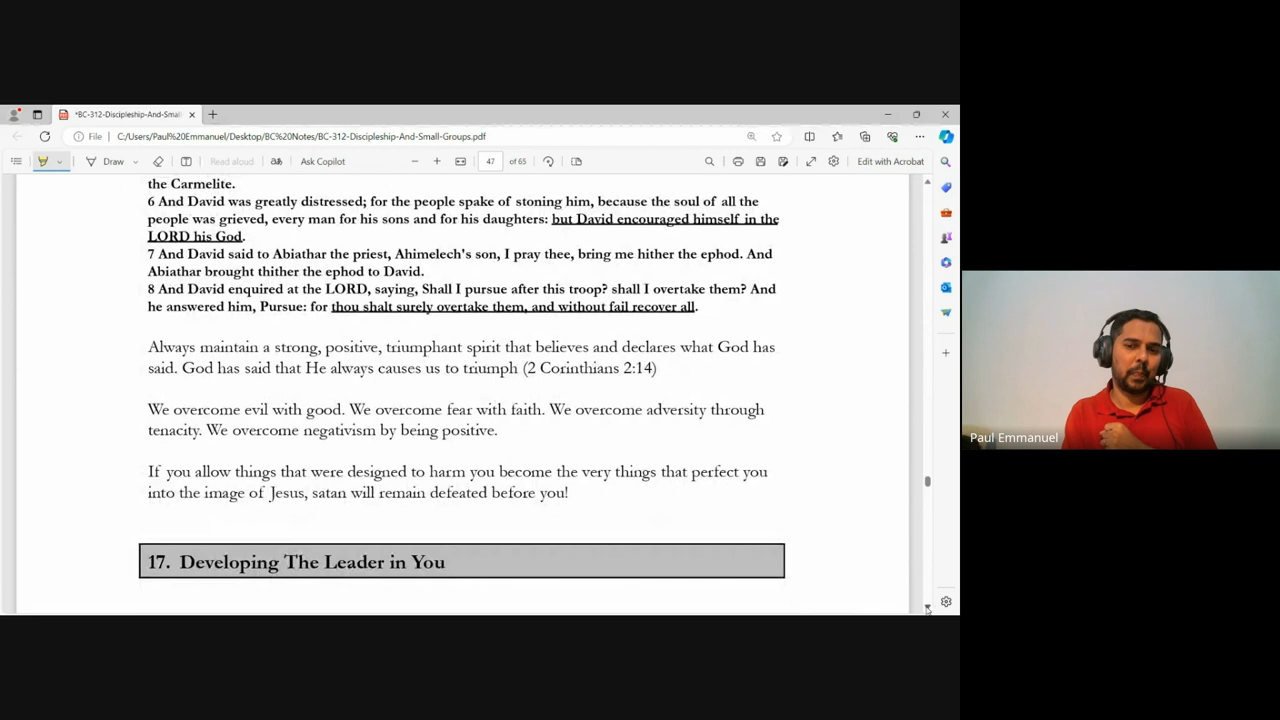 *BC-312-Discipleship-And-Small-
File C:/Users/Paul%20Emmanuel/Desktop/BC%20Notes/BC-312-Discipleship-And-Small-Groups.pdf
Draw Read aloud Ask Copilot 47 of 65 Edit with Acrobat
the Carmelite.
6 And David was greatly distressed; for the people spake of stoning him, because the soul of all the
people was grieved, every man for his sons and for his daughters: but David encouraged himself in the
LORD his God.
7 And David said to Abiathar the priest, Ahimelech's son, I pray thee, bring me hither the ephod. And
Abiathar brought thither the ephod to David.
8 And David enquired at the LORD, saying, Shall I pursue after this troop? shall I overtake them? And
he answered him, Pursue: for thou shalt surely overtake them, and without fail recover all.
Always maintain a strong, positive, triumphant spirit that believes and declares what God has
said. God has said that He always causes us to triumph (2 Corinthians 2:14)
We overcome evil with good. We overcome fear with faith. We overcome adversity through
tenacity. We overcome negativism by being positive.
If you allow things that were designed to harm you become the very things that perfect you
into the image of Jesus, satan will remain defeated before you!
17. Developing The Leader in You
Paul Emmanuel